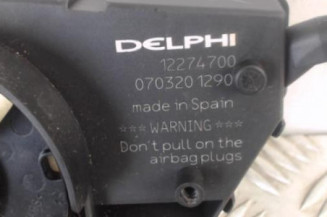 DELPHI
12274700
070320 1290
made in Spain
*** WARNING ***
Don't pull on the
airbag plugs